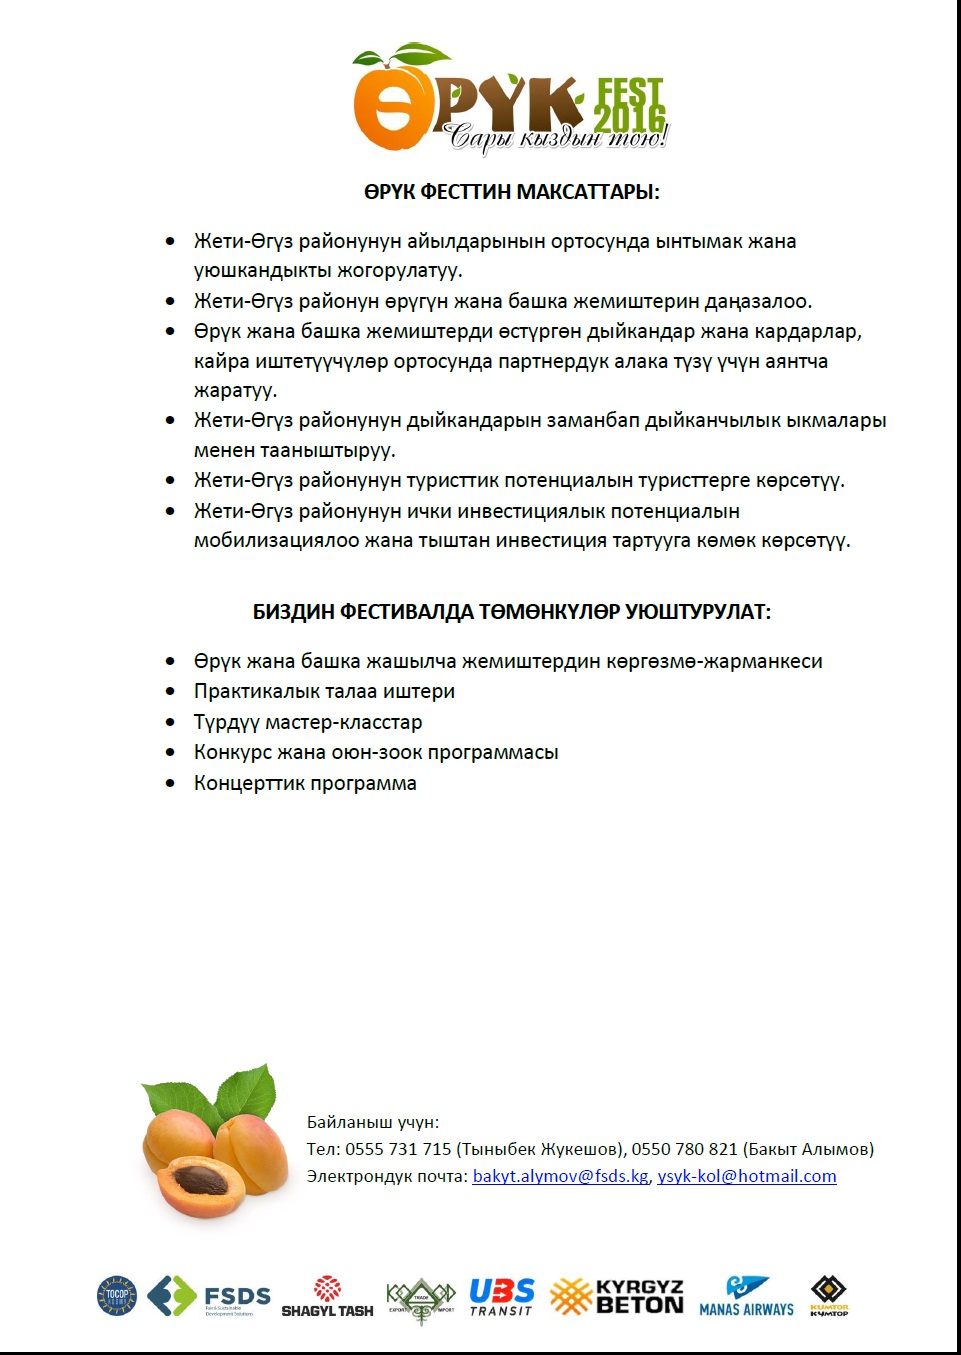 ӨРҮК FEST
2016
Сары кыздын тою!
ӨРҮК ФЕСТТИН МАКСАТТАРЫ:
• Жети-Өгүз районунун айылдарынын ортосунда ынтымак жана
уюшкандыкты жогорулатуу.
• Жети-Өгүз районун өрүгүн жана башка жемиштерин даңазалоо.
• Өрүк жана башка жемиштерди өстүргөн дыйкандар жана кардарлар,
кайра иштетүүчүлөр ортосунда партнердук алака түзү үчүн аянтча
жаратуу.
• Жети-Өгүз районунун дыйкандарын заманбап дыйканчылык ыкмалары
менен тааныштыруу.
• Жети-Өгүз районунун туристтик потенциалын туристтерге көрсөтүү.
• Жети-Өгүз районунун ички инвестициялык потенциалын
мобилизациялоо жана тыштан инвестиция тартууга көмөк көрсөтүү.
БИЗДИН ФЕСТИВАЛДА ТӨМӨНКҮЛӨР УЮШТУРУЛАТ:
• Өрүк жана башка жашылча жемиштердин көргөзмө-жарманкеси
• Практикалык талаа иштери
• Түрдүү мастер-класстар
• Конкурс жана оюн-зоок программасы
• Концерттик программа
Байланыш учун:
Тел: 0555 731 715 (Тыныбек Жукешов), 0550 780 821 (Бакыт Алымов)
Электрондук почта: bakyt.alymov@fsds.kg, ysyk-kol@hotmail.com
ТОСОР
FSDS
Fair & Sustainable
Development Solutions
SHAGYL TASH
TRADE
EXPORT IMPORT
UBS
TRANSIT
KYRGYZ
BETON
MANAS AIRWAYS
KUMTOR
КУМТОР